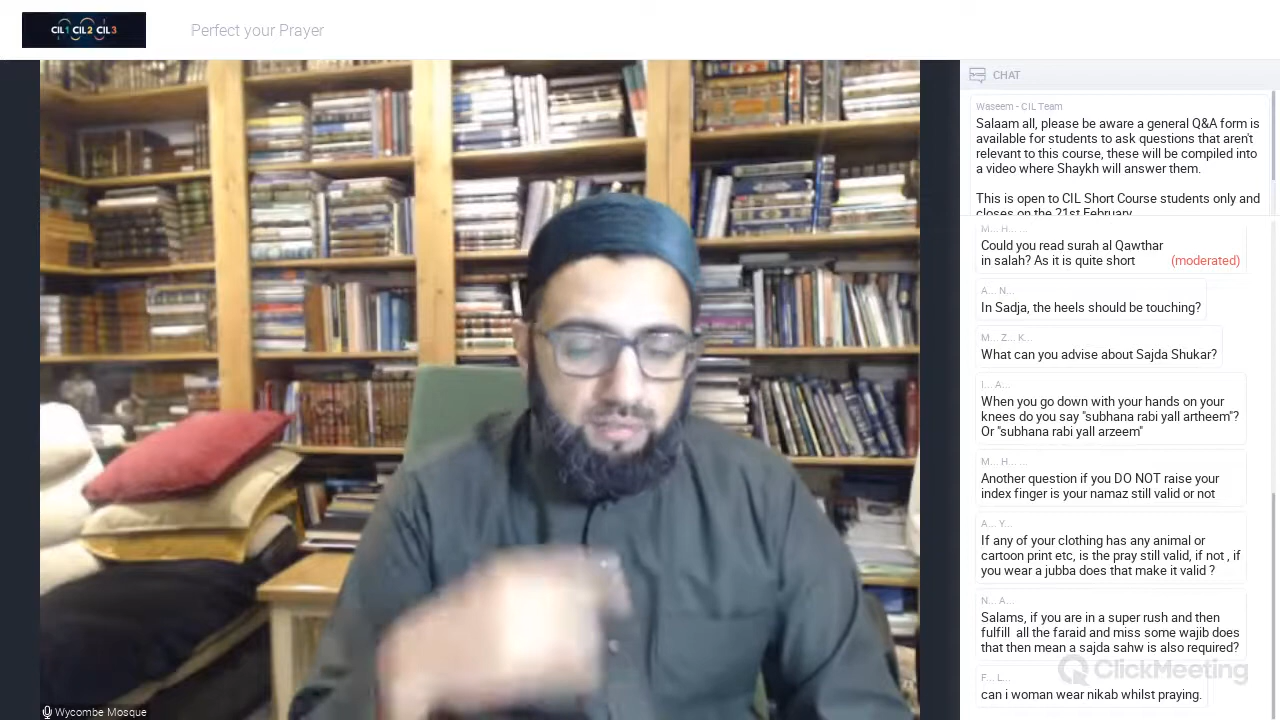 CIL1 CIL2 CIL3
Perfect your Prayer
CHAT
Waseem - CIL Team
Salaam all, please be aware a general Q&A form is
available for students to ask questions that aren't
relevant to this course, these will be compiled into
a video where Shaykh will answer them.
This is open to CIL Short Course students only and
closes on the 21st February
M... H... ...
Could you read surah al Qawthar
in salah? As it is quite short (moderated)
A... N...
In Sadja, the heels should be touching?
M... Z... K...
What can you advise about Sajda Shukar?
I... A...
When you go down with your hands on your
knees do you say "subhana rabi yall artheem"?
Or "subhana rabi yall arzeem"
M... H... ...
Another question if you DO NOT raise your
index finger is your namaz still valid or not
A... Y...
If any of your clothing has any animal or
cartoon print etc, is the pray still valid, if not , if
you wear a jubba does that make it valid ?
N... A...
Salams, if you are in a super rush and then
fulfill all the faraid and miss some wajib does
that then mean a sajda sahw is also required?
ClickMeeting
F... L...
can i woman wear nikab whilst praying.
Wycombe Mosque